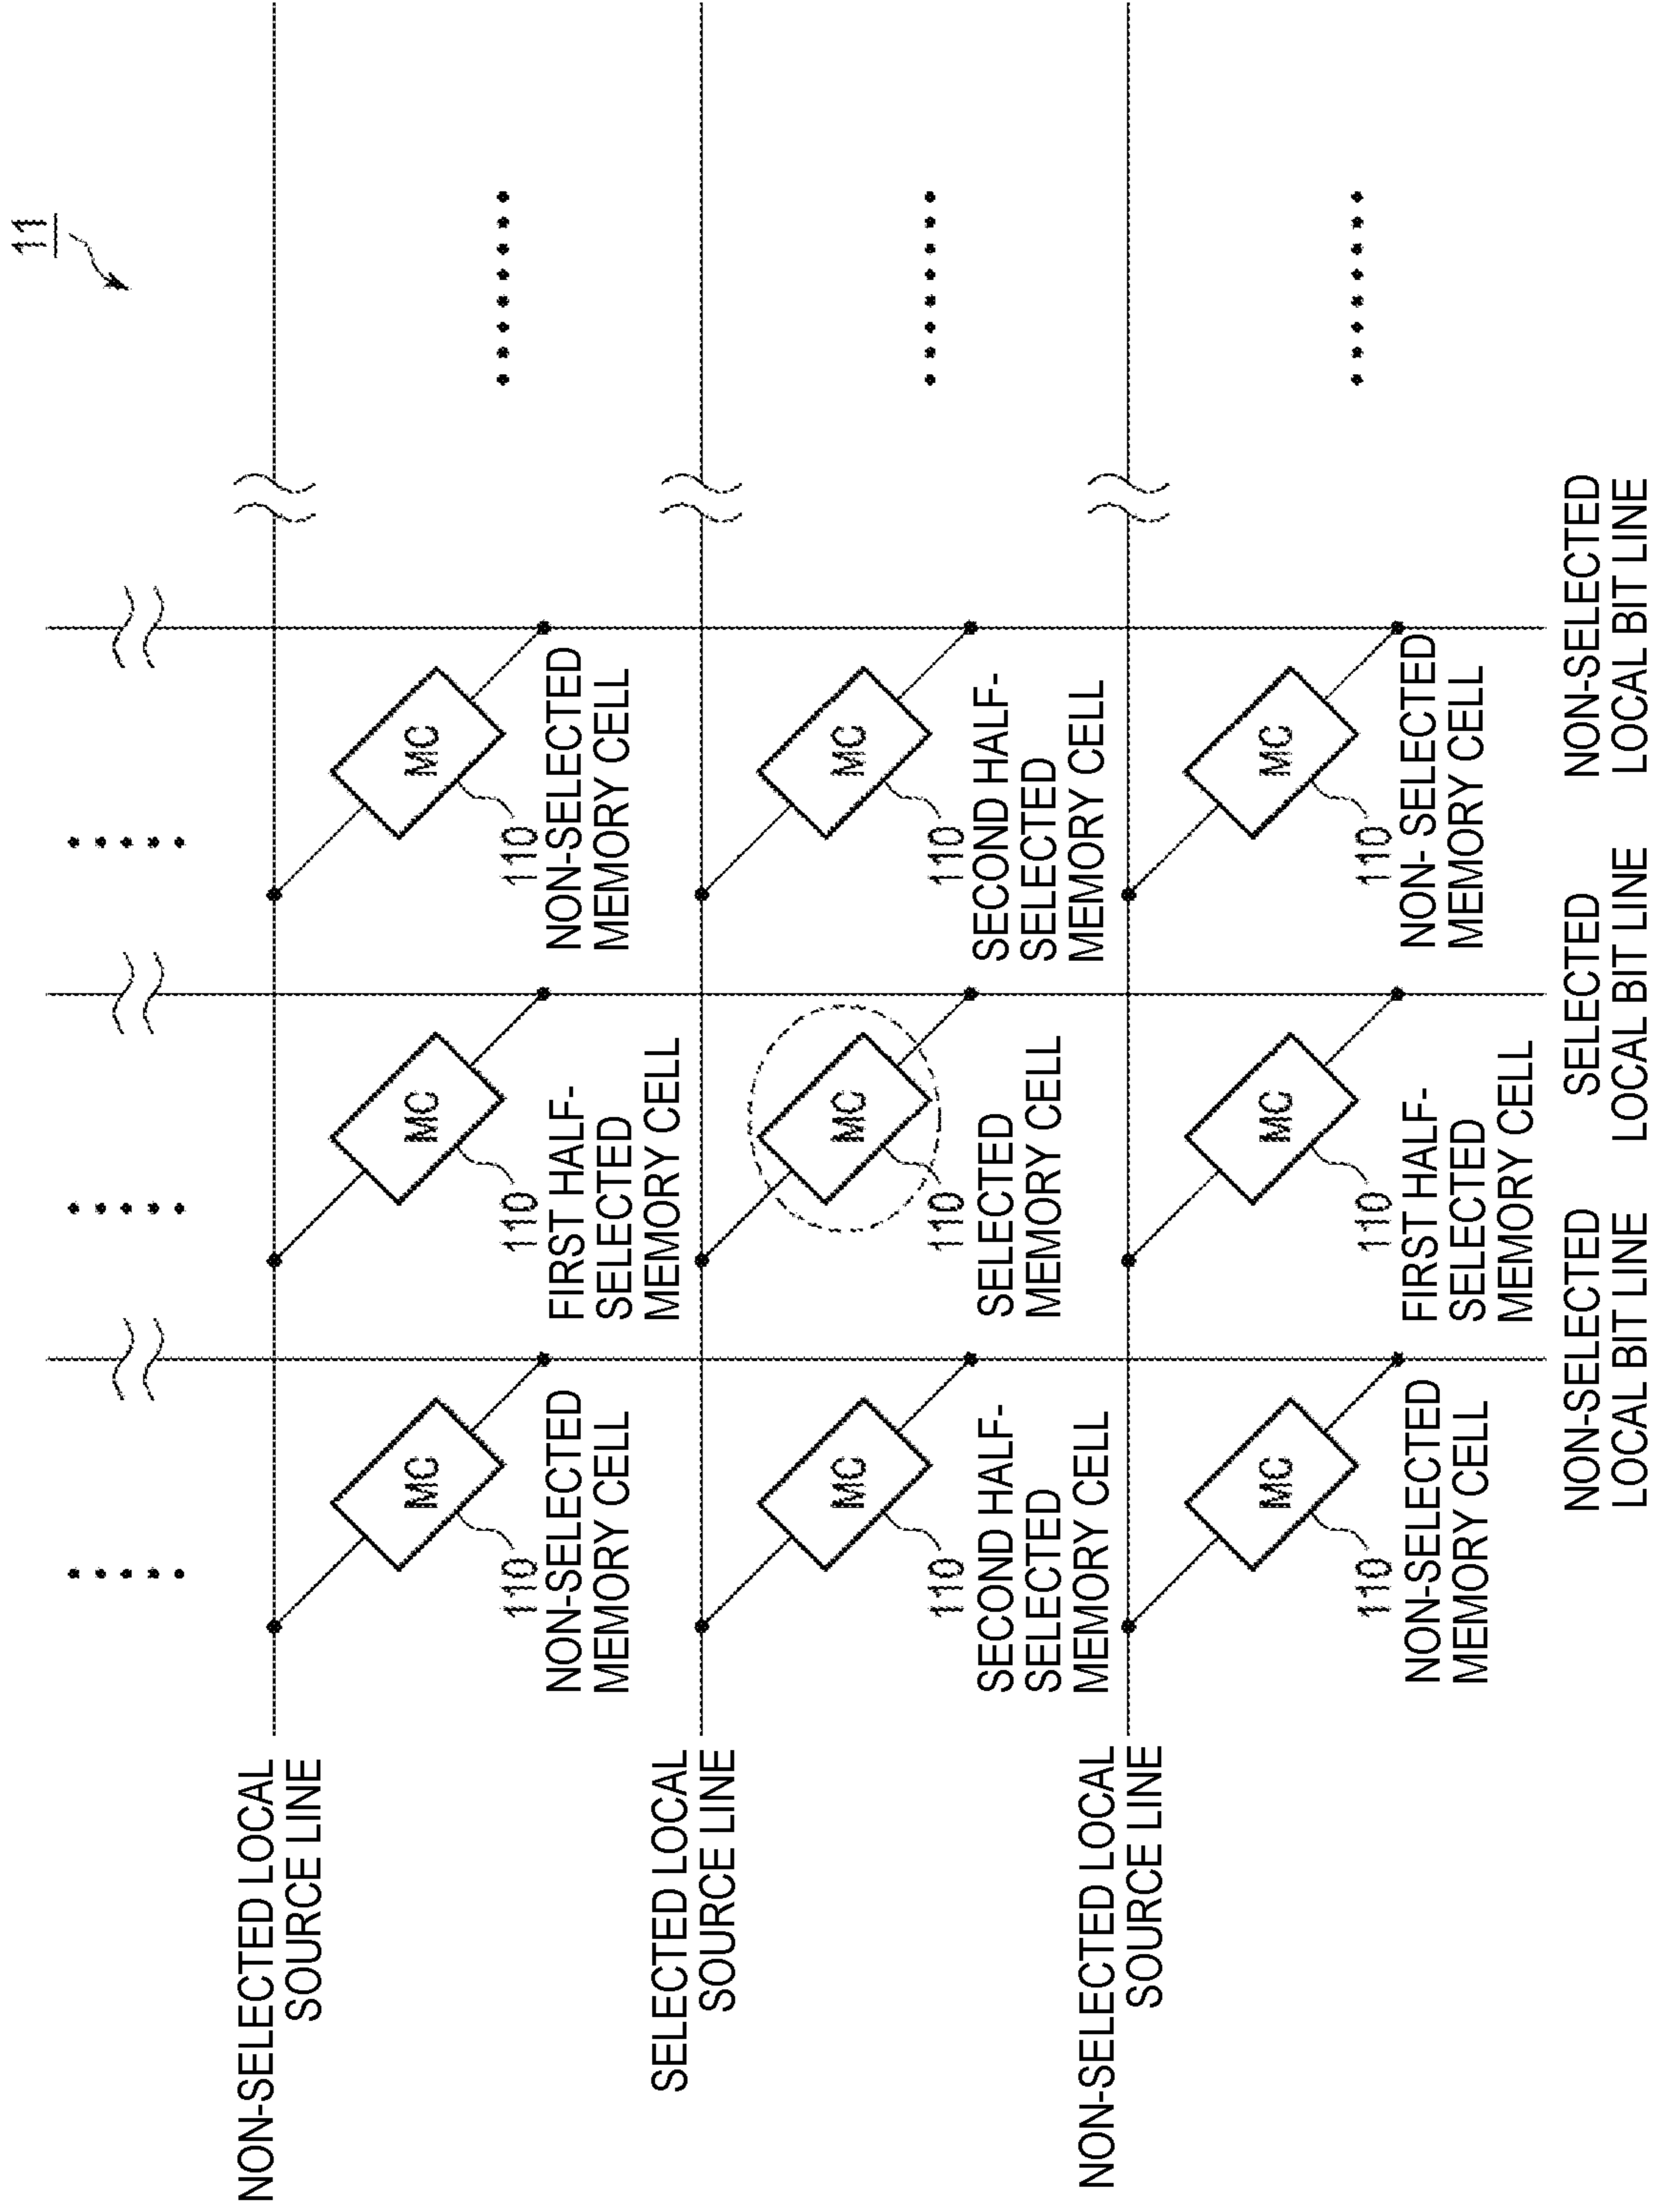 11
NON-SELECTED LOCAL
SOURCE LINE
MC
110
NON-SELECTED
MEMORY CELL
MC
110
FIRST HALF-
SELECTED
MEMORY CELL
MC
110
NON-SELECTED
MEMORY CELL
SELECTED LOCAL
SOURCE LINE
MC
110
SECOND HALF-
SELECTED
MEMORY CELL
MC
110
SELECTED
MEMORY CELL
MC
110
SECOND HALF-
SELECTED
MEMORY CELL
NON-SELECTED LOCAL
SOURCE LINE
MC
110
NON-SELECTED
MEMORY CELL
MC
110
FIRST HALF-
SELECTED
MEMORY CELL
MC
110
NON- SELECTED
MEMORY CELL
NON-SELECTED
LOCAL BIT LINE
SELECTED
LOCAL BIT LINE
NON-SELECTED
LOCAL BIT LINE